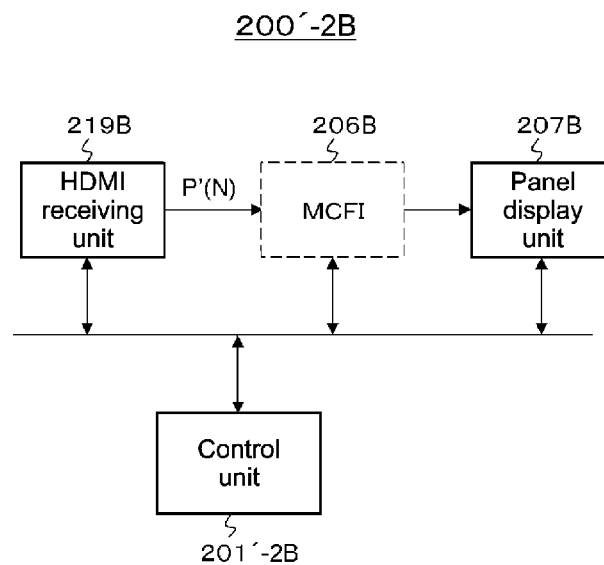 200´-2B
219B
206B
207B
HDMI
receiving
unit
P'(N)
MCFI
Panel
display
unit
Control
unit
201´-2B